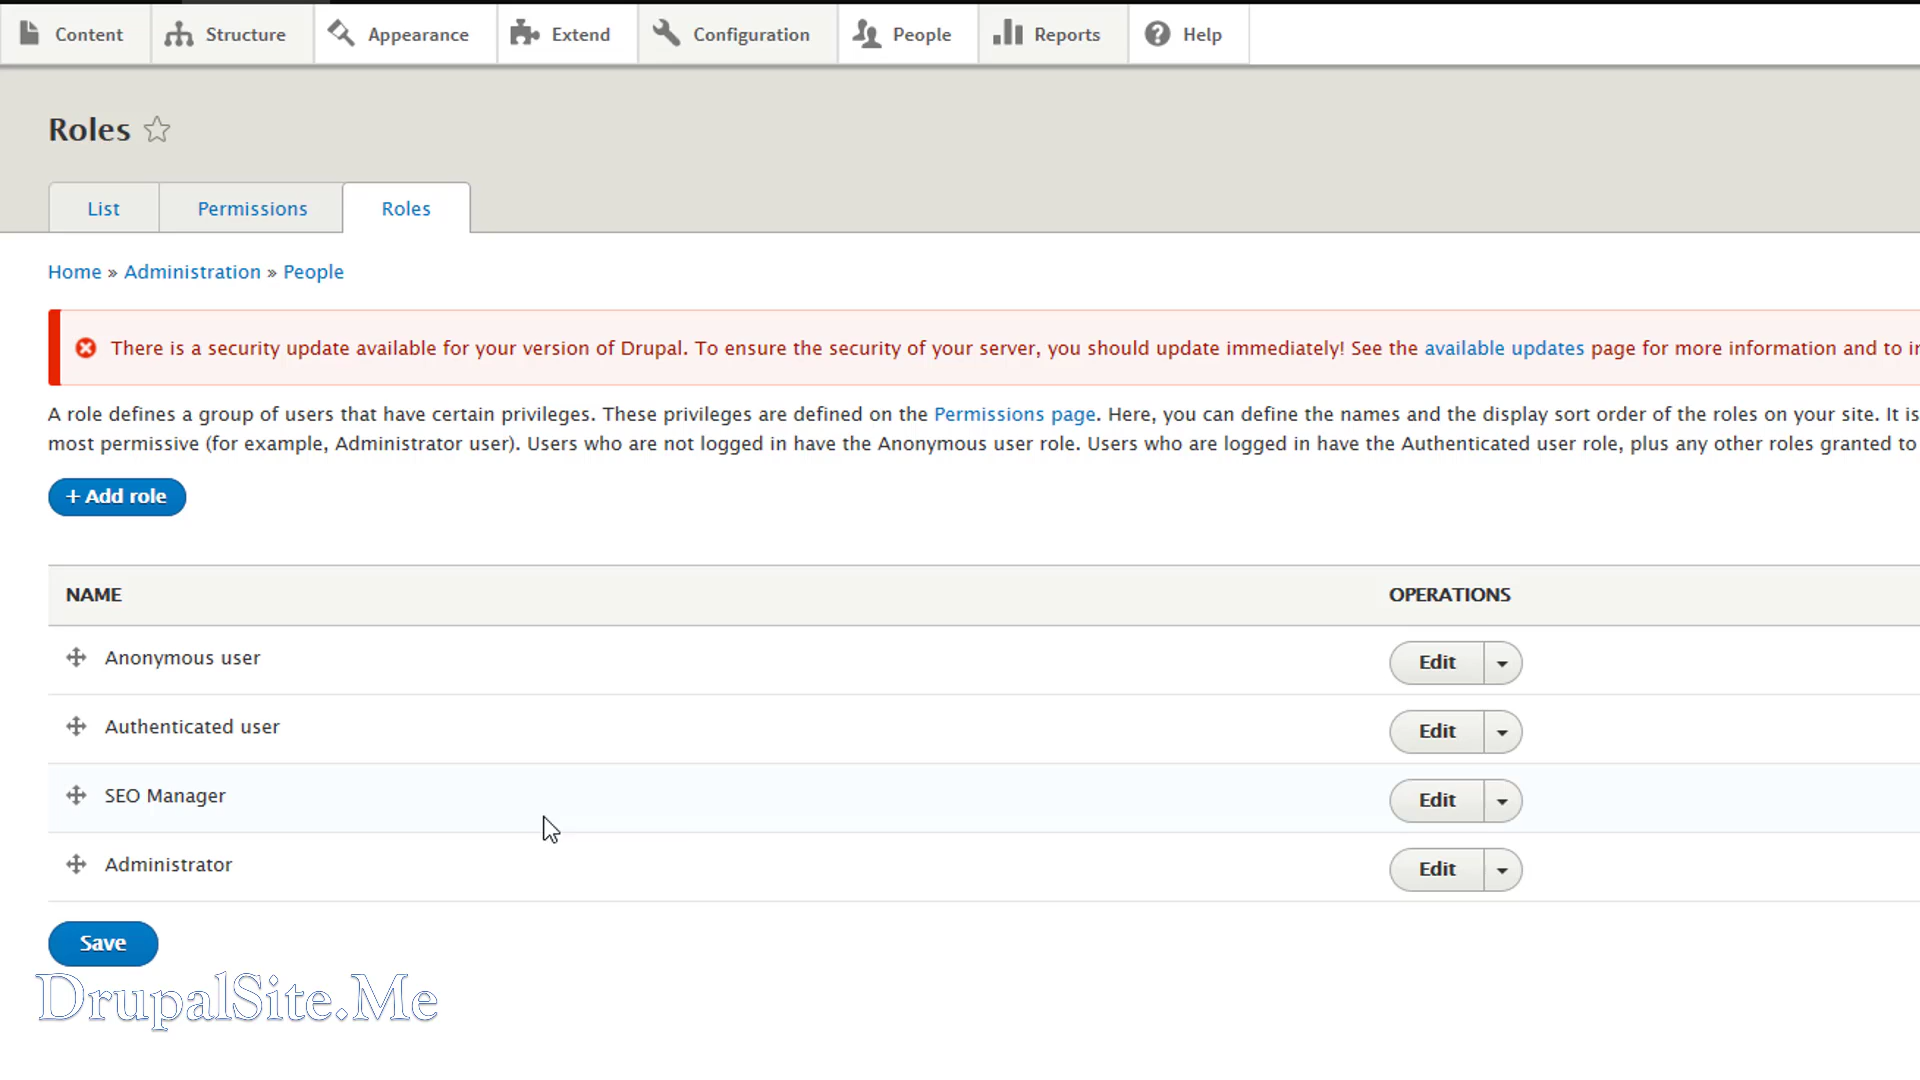 Content Structure Appearance Extend Configuration People Reports Help
Roles
List Permissions Roles
Home » Administration » People
There is a security update available for your version of Drupal. To ensure the security of your server, you should update immediately! See the available updates page for more information and to
A role defines a group of users that have certain privileges. These privileges are defined on the Permissions page. Here, you can define the names and the display sort order of the roles on your site. It is
most permissive (for example, Administrator user). Users who are not logged in have the Anonymous user role. Users who are logged in have the Authenticated user role, plus any other roles granted to
+ Add role
NAME OPERATIONS
Anonymous user Edit
Authenticated user Edit
SEO Manager Edit
Administrator Edit
Save
DrupalSite.Me